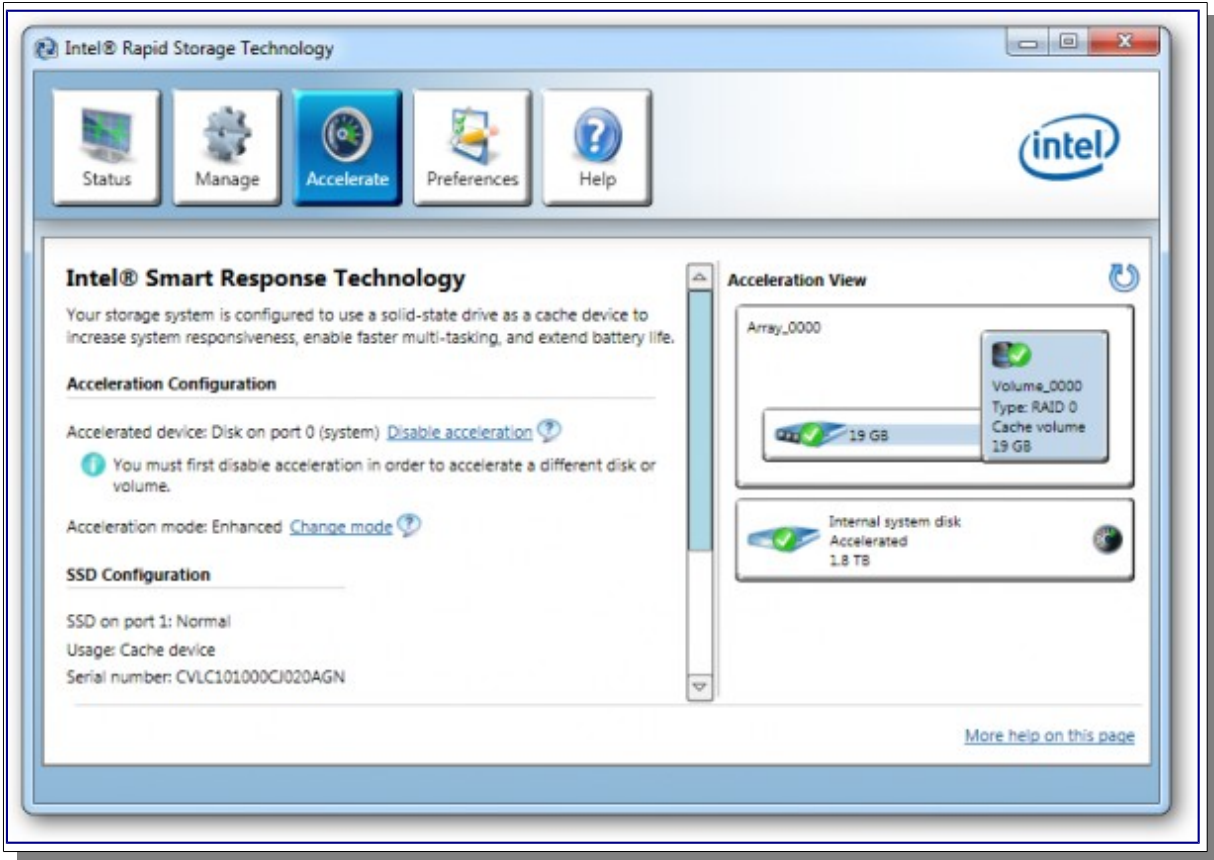 Intel® Rapid Storage Technology
Status
Manage
Accelerate
Preferences
Help
intel
Intel® Smart Response Technology
Your storage system is configured to use a solid-state drive as a cache device to
increase system responsiveness, enable faster multi-tasking, and extend battery life.
Acceleration Configuration
Accelerated device: Disk on port 0 (system) Disable acceleration ?
i You must first disable acceleration in order to accelerate a different disk or
volume.
Acceleration mode: Enhanced Change mode ?
SSD Configuration
SSD on port 1: Normal
Usage: Cache device
Serial number: CVLC101000CJ020AGN
Acceleration View
Array_0000
19 GB
Volume_0000
Type: RAID 0
Cache volume
19 GB
Internal system disk
Accelerated
1.8 TB
More help on this page